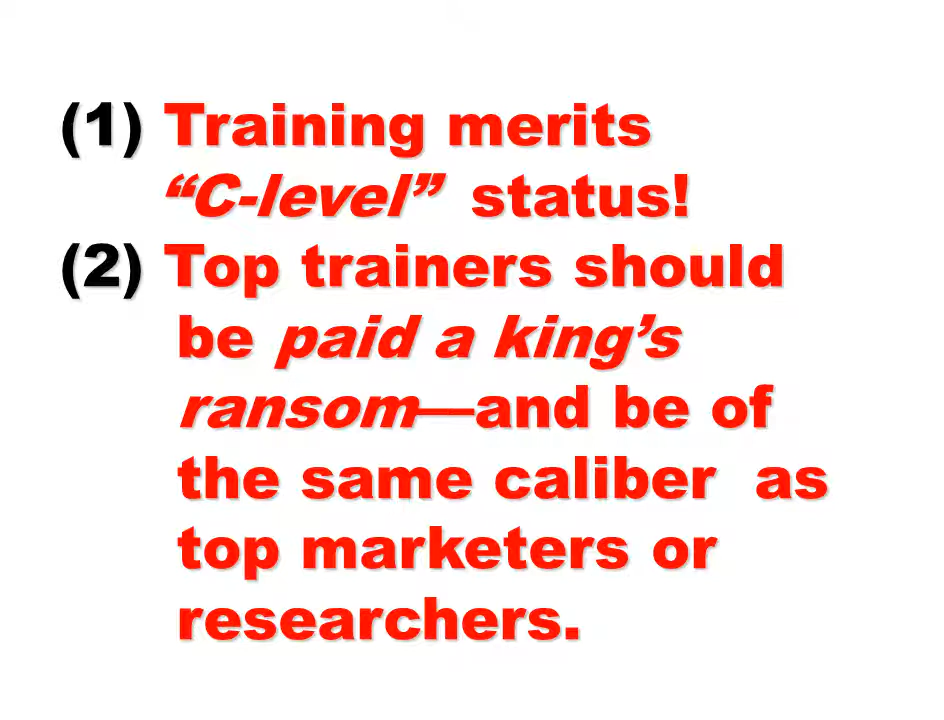 (1) Training merits
“C-level” status!
(2) Top trainers should
be paid a king’s
ransom—and be of
the same caliber as
top marketers or
researchers.